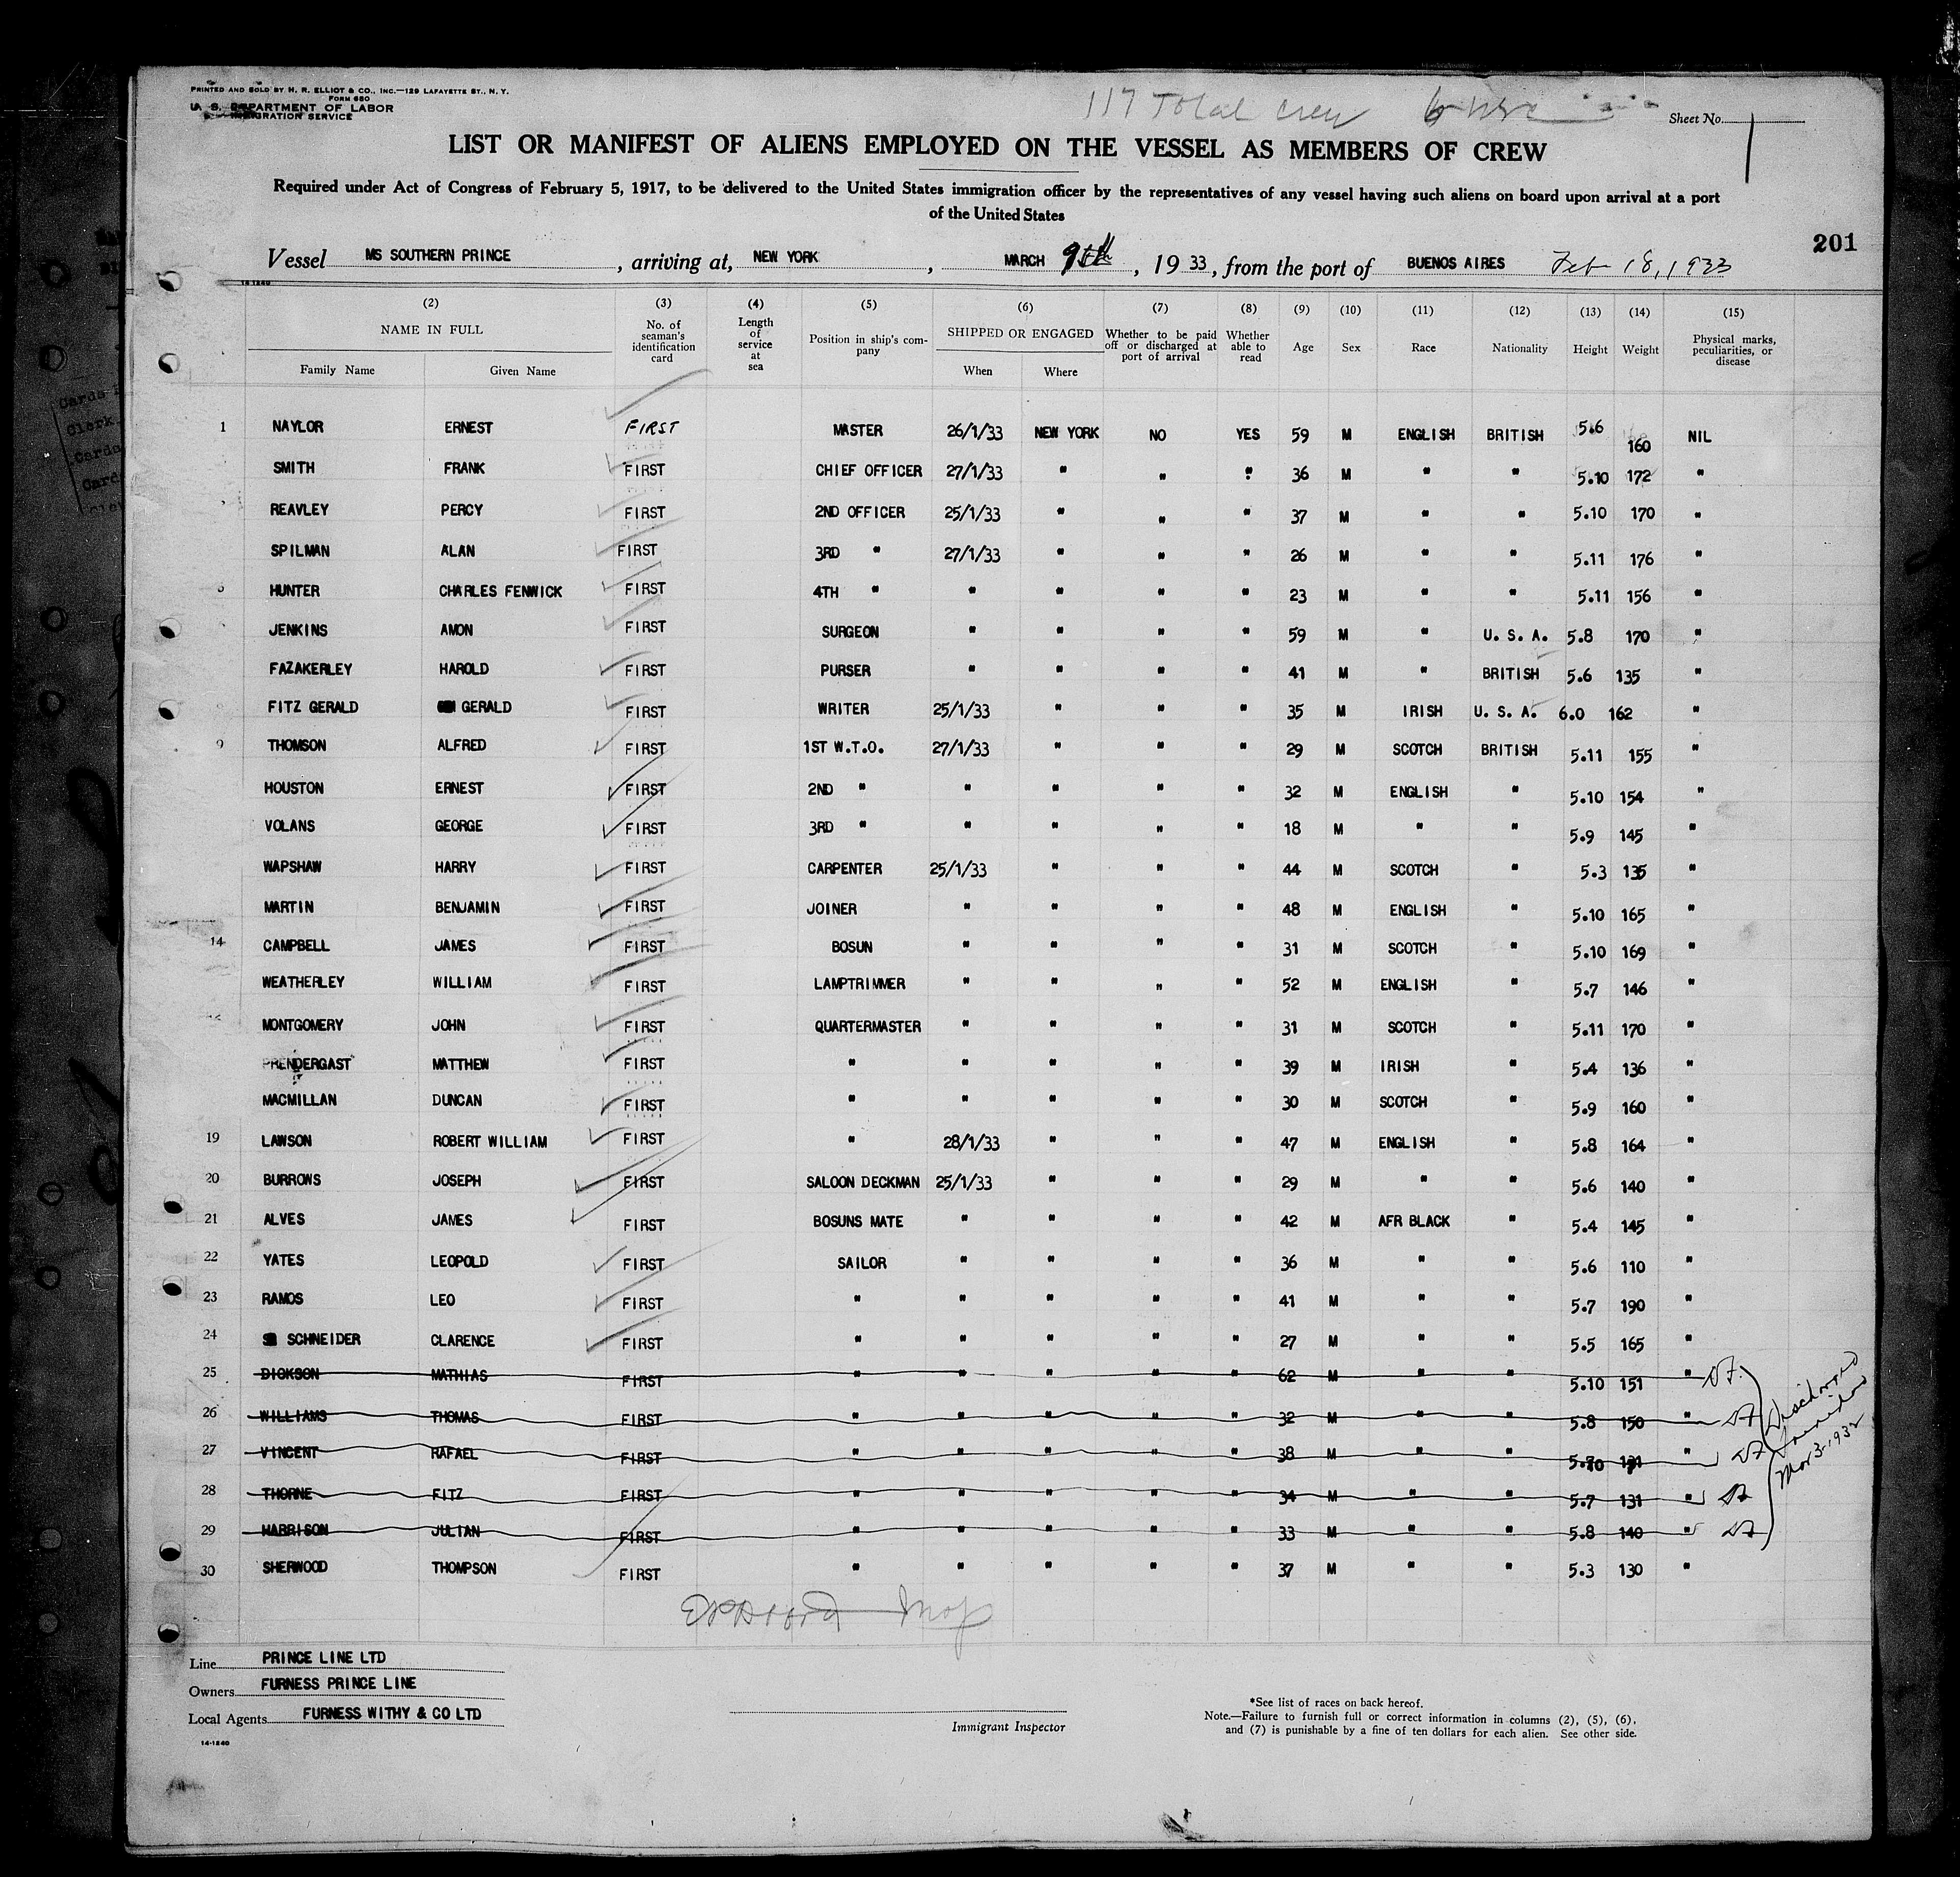 PRINTED AND SOLD BY H. R. ELLIOT & CO., INC.—129 LAFAYETTE ST., N. Y.
FORM 680
U. S. DEPARTMENT OF LABOR
IMMIGRATION SERVICE
117 Total crew
Sheet No. 1
LIST OR MANIFEST OF ALIENS EMPLOYED ON THE VESSEL AS MEMBERS OF CREW
Required under Act of Congress of February 5, 1917, to be delivered to the United States immigration officer by the representatives of any vessel having such aliens on board upon arrival at a port
of the United States
201
Vessel MS SOUTHERN PRINCE, arriving at, NEW YORK, MARCH 9th, 1933, from the port of BUENOS AIRES Feb 18, 1933
14-1240
(2) (3) (4) (5) (6) (7) (8) (9) (10) (11) (12) (13) (14) (15)
NAME IN FULL No. of seaman's identification card Length of service at sea Position in ship's company SHIPPED OR ENGAGED Whether to be paid off or discharged at port of arrival Whether able to read Age Sex Race Nationality Height Weight Physical marks, peculiarities, or disease
Family Name Given Name When Where
1 NAYLOR ERNEST FIRST MASTER 26/1/33 NEW YORK NO YES 59 M ENGLISH BRITISH 5.6 160 NIL
SMITH FRANK FIRST CHIEF OFFICER 27/1/33 " " " 36 M " " 5.10 172 "
REAVLEY PERCY FIRST 2ND OFFICER 25/1/33 " " " 37 M " " 5.10 170 "
SPILMAN ALAN FIRST 3RD " 27/1/33 " " " 26 M " " 5.11 176 "
HUNTER CHARLES FENWICK FIRST 4TH " " " " " 23 M " " 5.11 156 "
JENKINS AMON FIRST SURGEON " " " " 59 M " U. S. A. 5.8 170 "
FAZAKERLEY HAROLD FIRST PURSER " " " " 41 M " BRITISH 5.6 135 "
FITZ GERALD GERALD FIRST WRITER 25/1/33 " " " 35 M IRISH U. S. A. 6.0 162 "
9 THOMSON ALFRED FIRST 1ST W.T.O. 27/1/33 " " " 29 M SCOTCH BRITISH 5.11 155 "
HOUSTON ERNEST FIRST 2ND " " " " " 32 M ENGLISH " 5.10 154 "
VOLANS GEORGE FIRST 3RD " " " " " 18 M " " 5.9 145 "
WAPSHAW HARRY FIRST CARPENTER 25/1/33 " " " 44 M SCOTCH " 5.3 135 "
MARTIN BENJAMIN FIRST JOINER " " " " 48 M ENGLISH " 5.10 165 "
14 CAMPBELL JAMES FIRST BOSUN " " " " 31 M SCOTCH " 5.10 169 "
WEATHERLEY WILLIAM FIRST LAMPTRIMMER " " " " 52 M ENGLISH " 5.7 146 "
MONTGOMERY JOHN FIRST QUARTERMASTER " " " " 31 M SCOTCH " 5.11 170 "
PRENDERGAST MATTHEW FIRST " " " " " 39 M IRISH " 5.4 136 "
MACMILLAN DUNCAN FIRST " " " " " 30 M SCOTCH " 5.9 160 "
19 LAWSON ROBERT WILLIAM FIRST " 28/1/33 " " " 47 M ENGLISH " 5.8 164 "
20 BURROWS JOSEPH FIRST SALOON DECKMAN 25/1/33 " " " 29 M " " 5.6 140 "
21 ALVES JAMES FIRST BOSUNS MATE " " " " 42 M AFR BLACK " 5.4 145 "
22 YATES LEOPOLD FIRST SAILOR " " " " 36 M " " 5.6 110 "
23 RAMOS LEO FIRST " " " " " 41 M " " 5.7 190 "
24 SCHNEIDER CLARENCE FIRST " " " " " 27 M " " 5.5 165 "
25 DICKSON MATHIAS FIRST " " " " " 62 M " " 5.10 151 "
26 WILLIAMS THOMAS FIRST " " " " " 32 M " " 5.8 150 "
27 VINCENT RAFAEL FIRST " " " " " 38 M " " "
28 THORNE FITZ FIRST " " " " " 34 M " " 5.7 131 "
29 HARRISON JULIAN FIRST " " " " " 33 M " " 5.8 140 "
Discharged
Trinidad
Mar 3-1933
30 SHERWOOD THOMPSON FIRST " " " " " 37 M " " 5.3 130 "
Line PRINCE LINE LTD
Owners FURNESS PRINCE LINE
Local Agents FURNESS WITHY & CO LTD
14-1240
Immigrant Inspector
*See list of races on back hereof.
Note.—Failure to furnish full or correct information in columns (2), (5), (6),
and (7) is punishable by a fine of ten dollars for each alien. See other side.